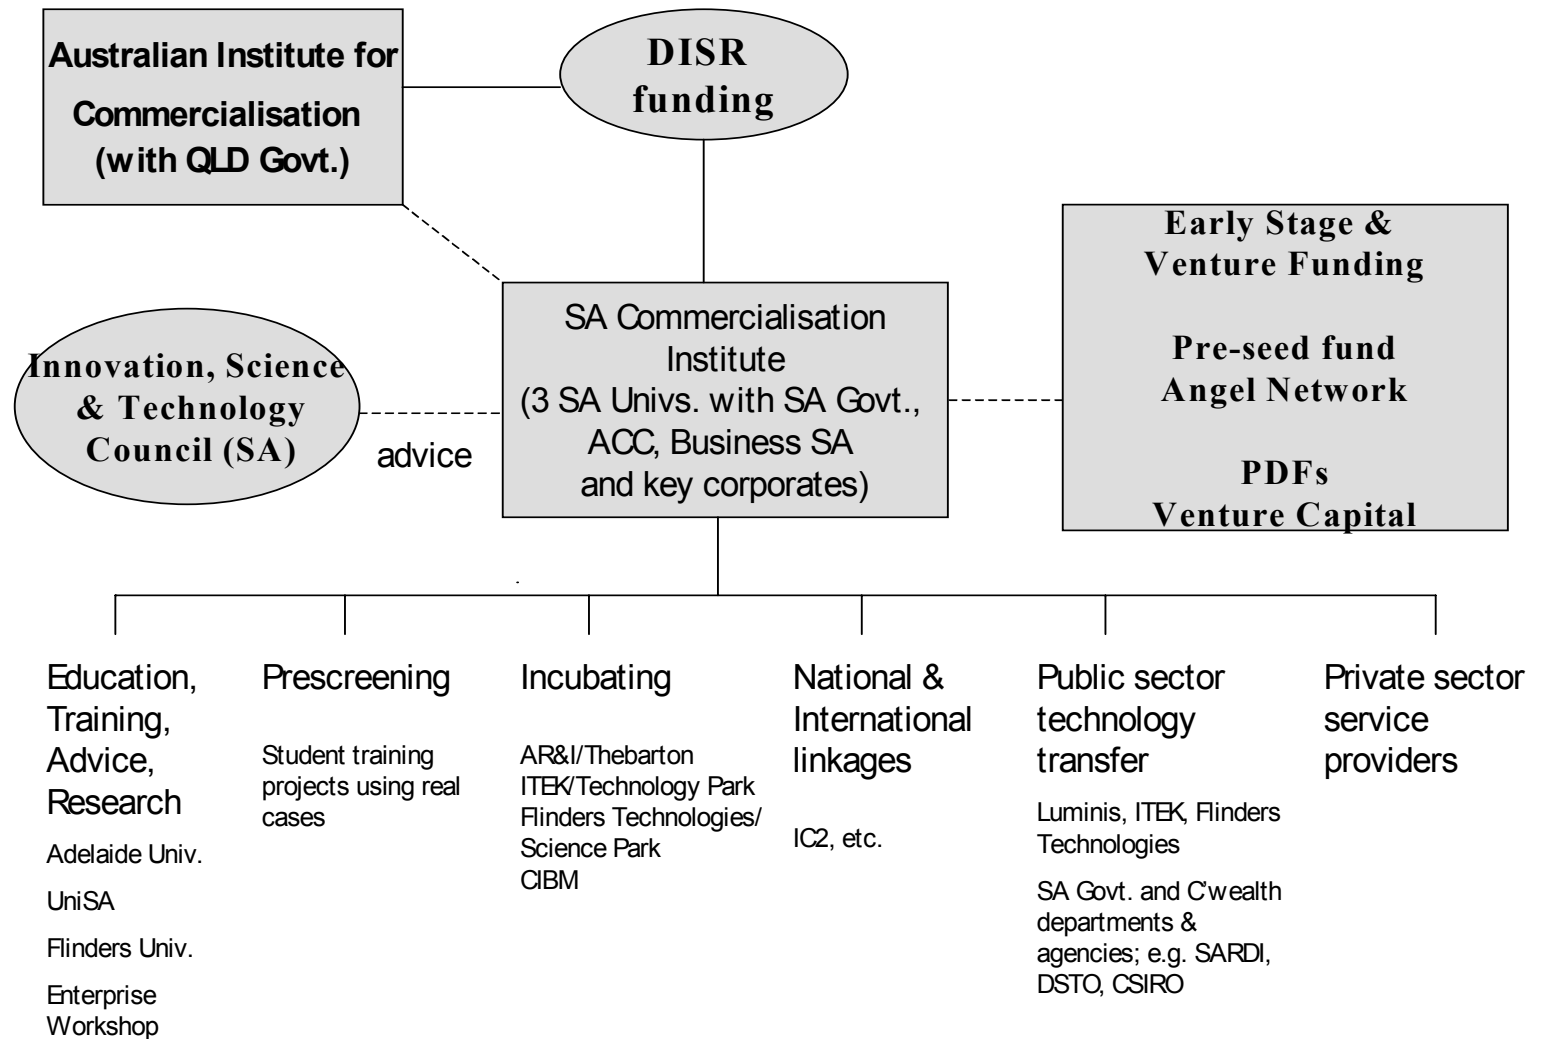 Australian Institute for
Commercialisation
(with QLD Govt.)
DISR
funding
Early Stage &
Venture Funding
Pre-seed fund
Angel Network
PDFs
Venture Capital
SA Commercialisation
Institute
(3 SA Univs. with SA Govt.,
ACC, Business SA
and key corporates)
Innovation, Science
& Technology
Council (SA)
advice
Education,
Training,
Advice,
Research
Adelaide Univ.
UniSA
Flinders Univ.
Enterprise
Workshop
Prescreening
Student training
projects using real
cases
Incubating
AR&I/Thebarton
ITEK/Technology Park
Flinders Technologies/
Science Park
CIBM
National &
International
linkages
IC2, etc.
Public sector
technology
transfer
Luminis, ITEK, Flinders
Technologies
SA Govt. and C'wealth
departments &
agencies; e.g. SARDI,
DSTO, CSIRO
Private sector
service
providers